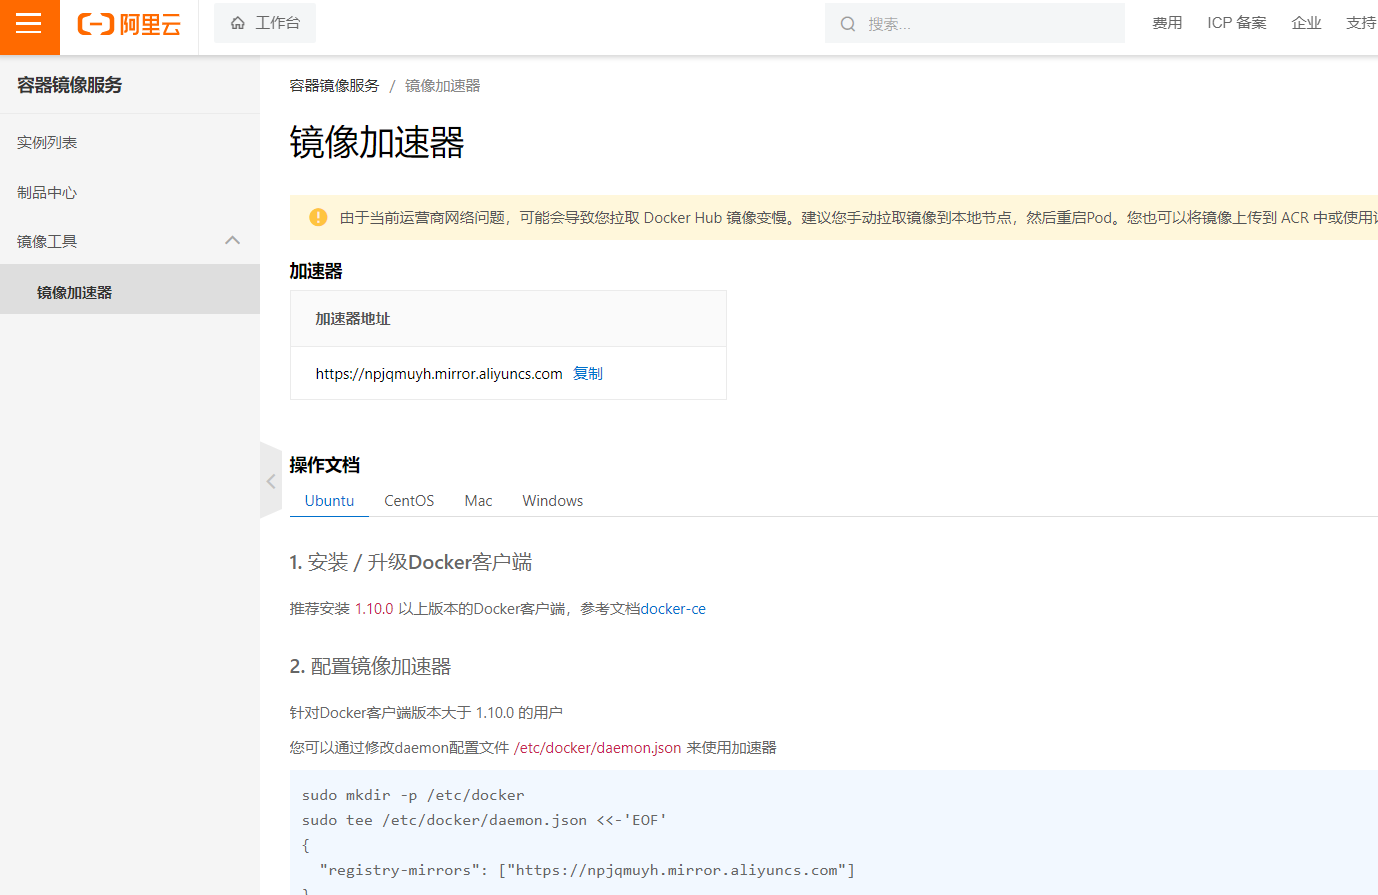 阿里云
工作台
搜索...
费用
ICP 备案
企业
支持
容器镜像服务
实例列表
制品中心
镜像工具
镜像加速器
容器镜像服务 / 镜像加速器
镜像加速器
由于当前运营商网络问题，可能会导致您拉取 Docker Hub 镜像变慢。建议您手动拉取镜像到本地节点，然后重启Pod。您也可以将镜像上传到 ACR 中或使用
加速器
加速器地址
https://npjqmuyh.mirror.aliyuncs.com 复制
操作文档
Ubuntu CentOS Mac Windows
1. 安装 / 升级Docker客户端
推荐安装 1.10.0 以上版本的Docker客户端，参考文档docker-ce
2. 配置镜像加速器
针对Docker客户端版本大于 1.10.0 的用户
您可以通过修改daemon配置文件 /etc/docker/daemon.json 来使用加速器
sudo mkdir -p /etc/docker
sudo tee /etc/docker/daemon.json <<-'EOF'
{
"registry-mirrors": ["https://npjqmuyh.mirror.aliyuncs.com"]
}